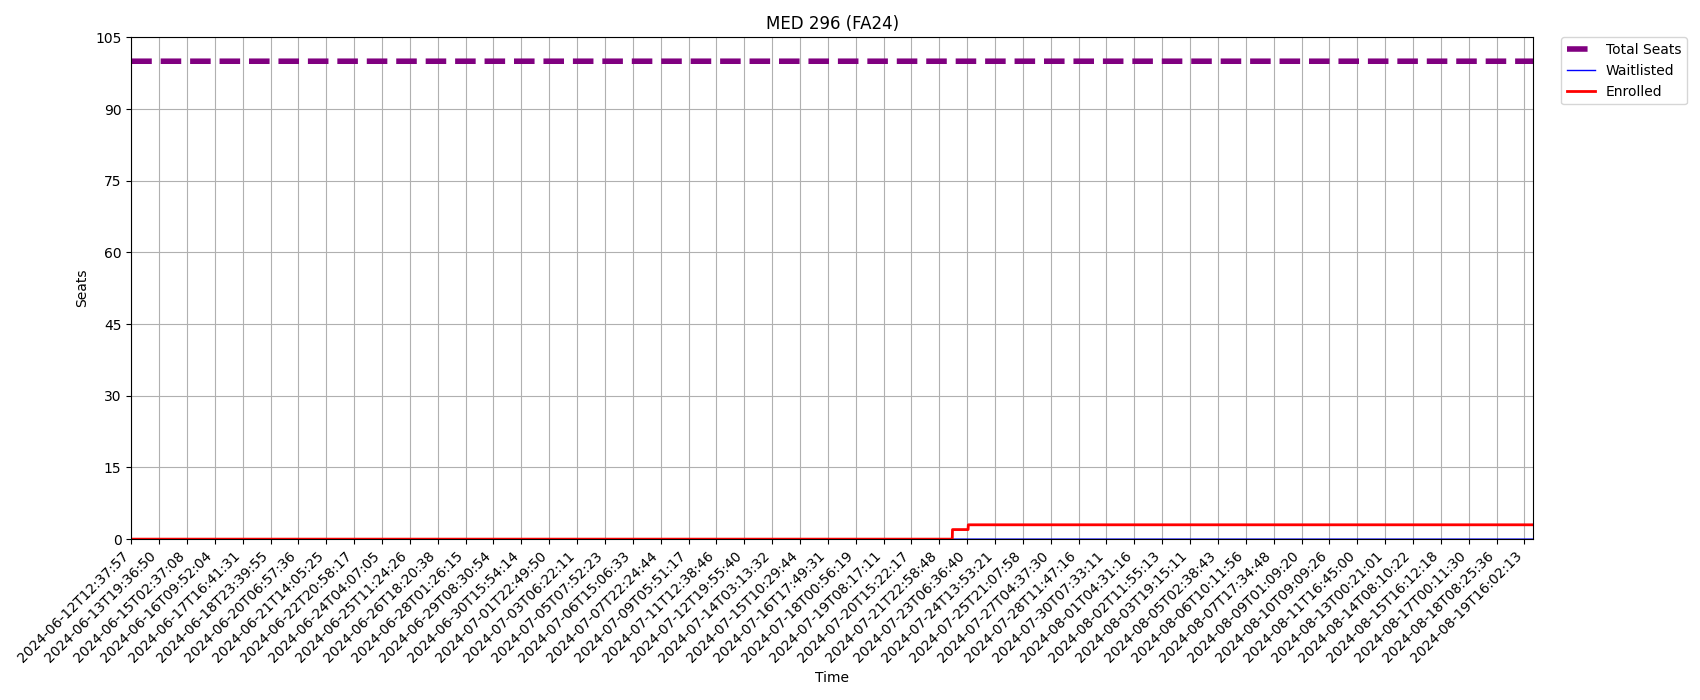 MED 296 (FA24)
Total Seats
Waitlisted
Enrolled
105
90
75
60
45
30
15
0
Seats
2024-06-12T12:37:57
2024-06-13T19:36:50
2024-06-15T02:37:08
2024-06-16T09:52:04
2024-06-17T16:41:31
2024-06-18T23:39:55
2024-06-20T06:57:36
2024-06-21T14:05:25
2024-06-22T20:58:17
2024-06-24T04:07:05
2024-06-25T11:24:26
2024-06-26T18:20:38
2024-06-28T01:26:15
2024-06-29T08:30:54
2024-06-30T15:54:14
2024-07-01T22:49:50
2024-07-03T06:22:11
2024-07-05T07:52:23
2024-07-06T15:06:33
2024-07-07T22:24:44
2024-07-09T05:51:17
2024-07-11T12:38:46
2024-07-12T19:55:40
2024-07-14T03:13:32
2024-07-15T10:29:44
2024-07-16T17:49:31
2024-07-18T00:56:19
2024-07-19T08:17:11
2024-07-20T15:22:17
2024-07-21T22:58:48
2024-07-23T06:36:40
2024-07-24T13:53:21
2024-07-25T21:07:58
2024-07-27T04:37:30
2024-07-28T11:47:16
2024-07-30T07:33:11
2024-08-01T04:31:16
2024-08-02T11:55:13
2024-08-03T19:15:11
2024-08-05T02:38:43
2024-08-06T10:11:56
2024-08-07T17:34:48
2024-08-09T01:09:20
2024-08-10T09:09:26
2024-08-11T16:45:00
2024-08-13T00:21:01
2024-08-14T08:10:22
2024-08-15T16:12:18
2024-08-17T00:11:30
2024-08-18T08:25:36
2024-08-19T16:02:13
Time